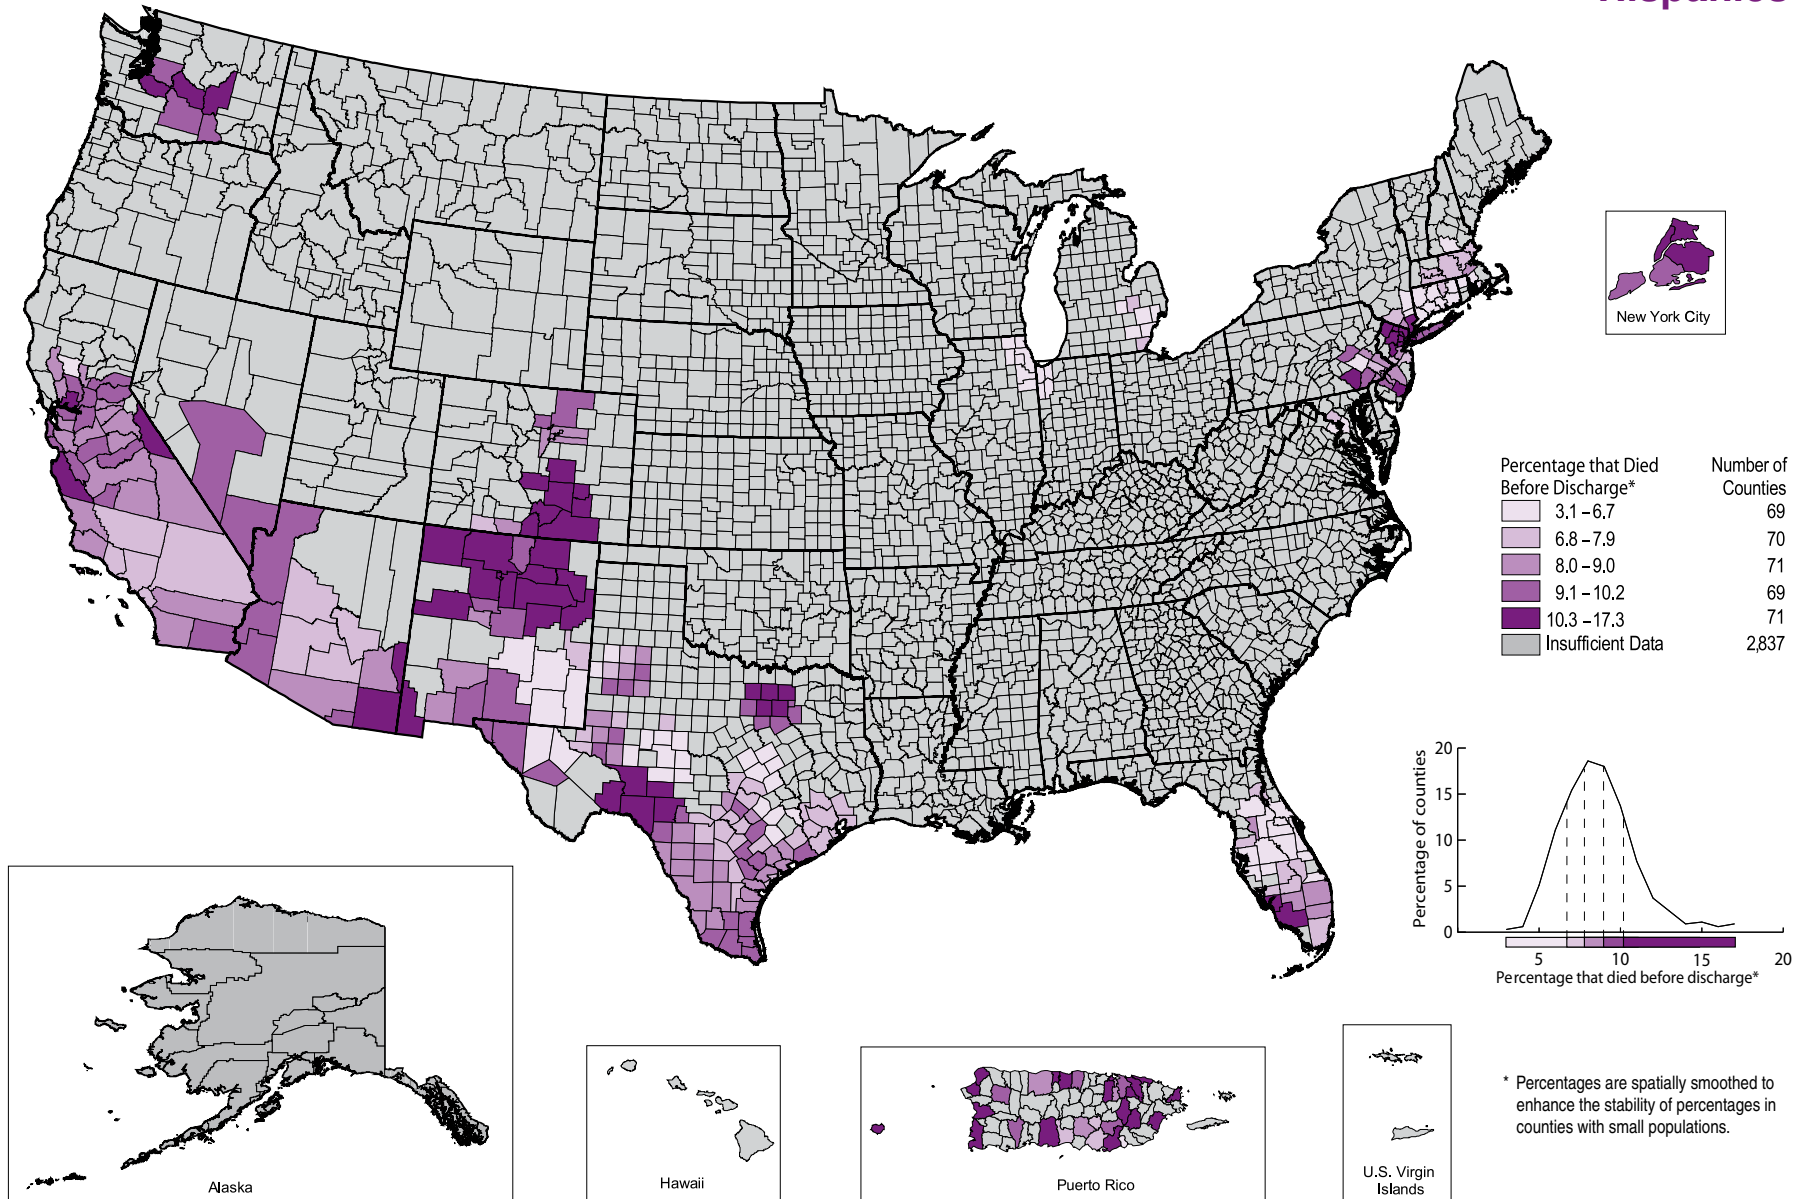 Hispanics
New York City
Percentage that Died Number of
Before Discharge* Counties
3.1 – 6.7 69
6.8 – 7.9 70
8.0 – 9.0 71
9.1 – 10.2 69
10.3 – 17.3 71
Insufficient Data 2,837
Percentage of counties
20
15
10
5
0
5 10 15 20
Percentage that died before discharge*
* Percentages are spatially smoothed to
enhance the stability of percentages in
counties with small populations.
Alaska
Hawaii
Puerto Rico
U.S. Virgin
Islands